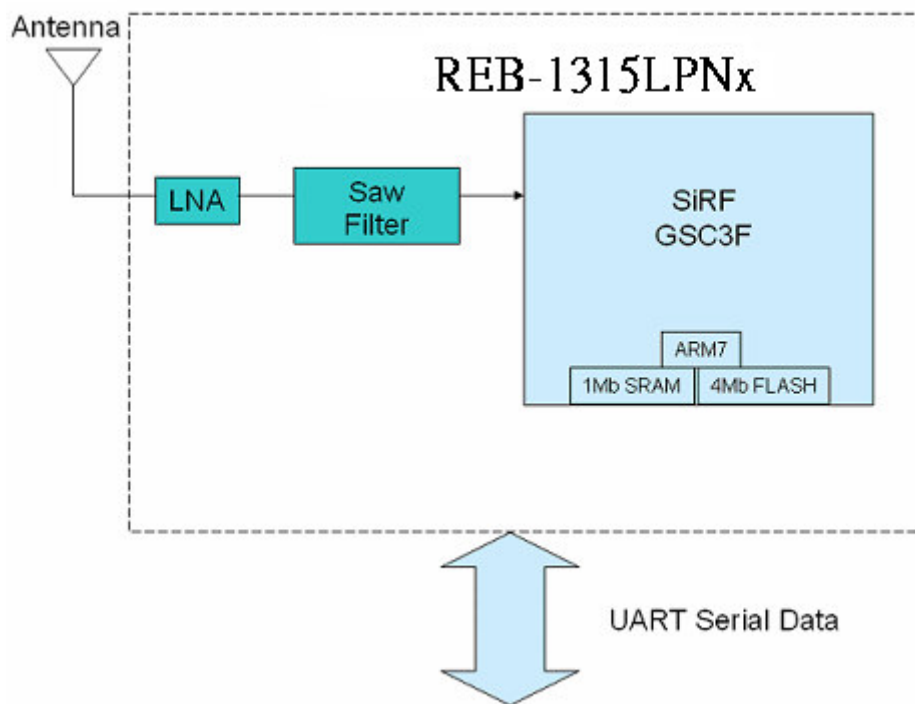 Antenna
REB-1315LPNx
LNA
Saw
Filter
SiRF
GSC3F
ARM7
1Mb SRAM
4Mb FLASH
UART Serial Data